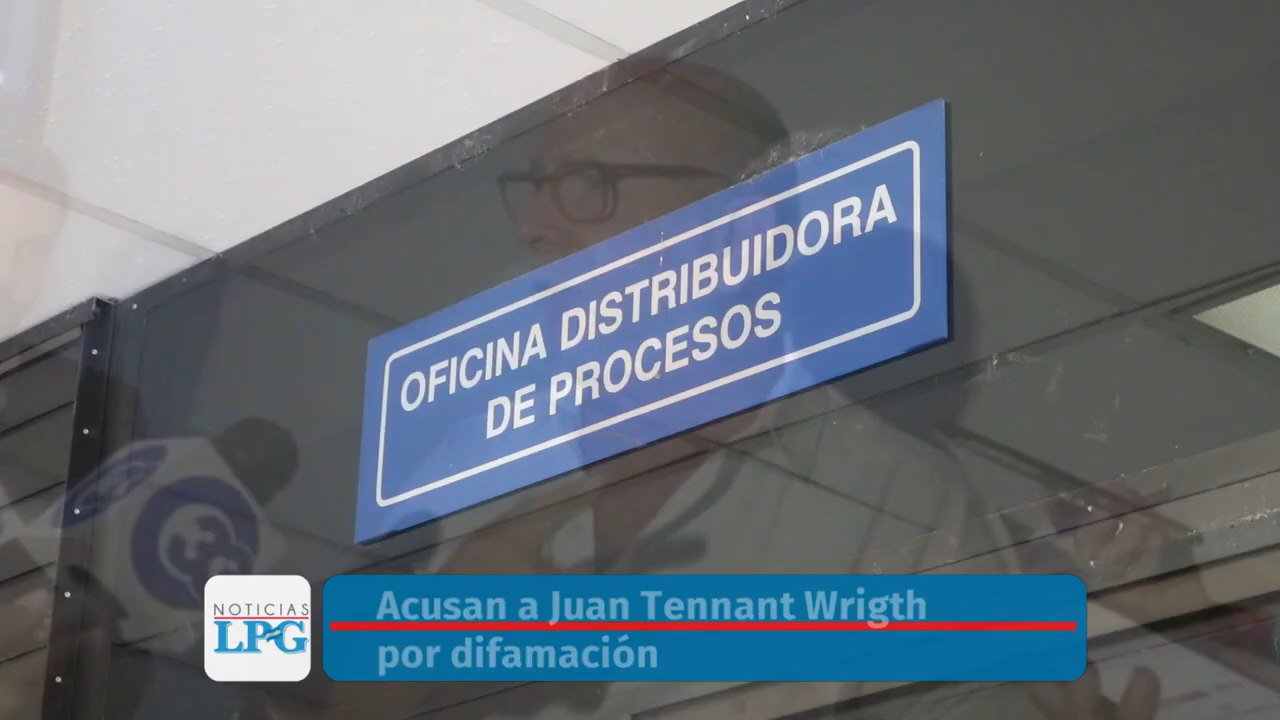 OFICINA DISTRIBUIDORA
DE PROCESOS
NOTICIAS
LPG
Acusan a Juan Tennant Wrigth
por difamación